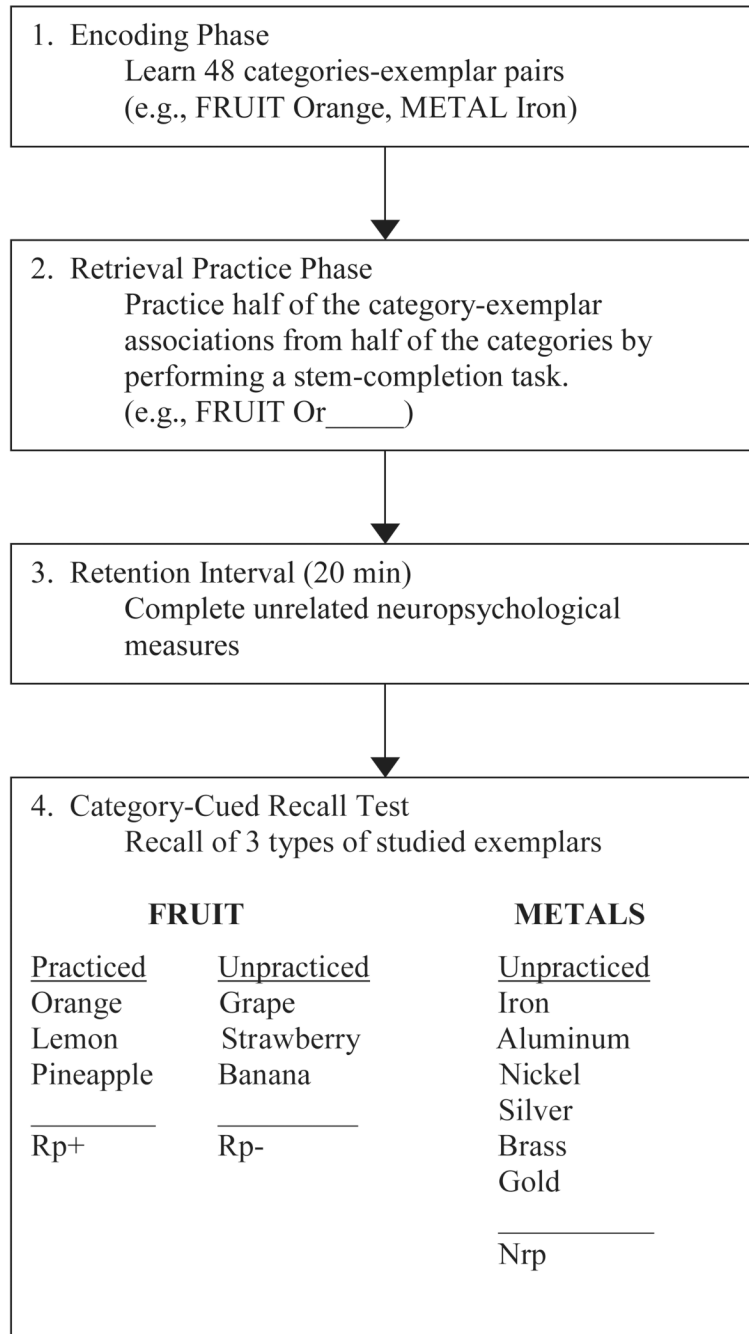 1. Encoding Phase
Learn 48 categories-exemplar pairs
(e.g., FRUIT Orange, METAL Iron)
2. Retrieval Practice Phase
Practice half of the category-exemplar
associations from half of the categories by
performing a stem-completion task.
(e.g., FRUIT Or_____)
3. Retention Interval (20 min)
Complete unrelated neuropsychological
measures
4. Category-Cued Recall Test
Recall of 3 types of studied exemplars
FRUIT METALS
Practiced Unpracticed Unpracticed
Orange Grape Iron
Lemon Strawberry Aluminum
Pineapple Banana Nickel
Silver
Rp+ Rp- Brass
Gold
Nrp